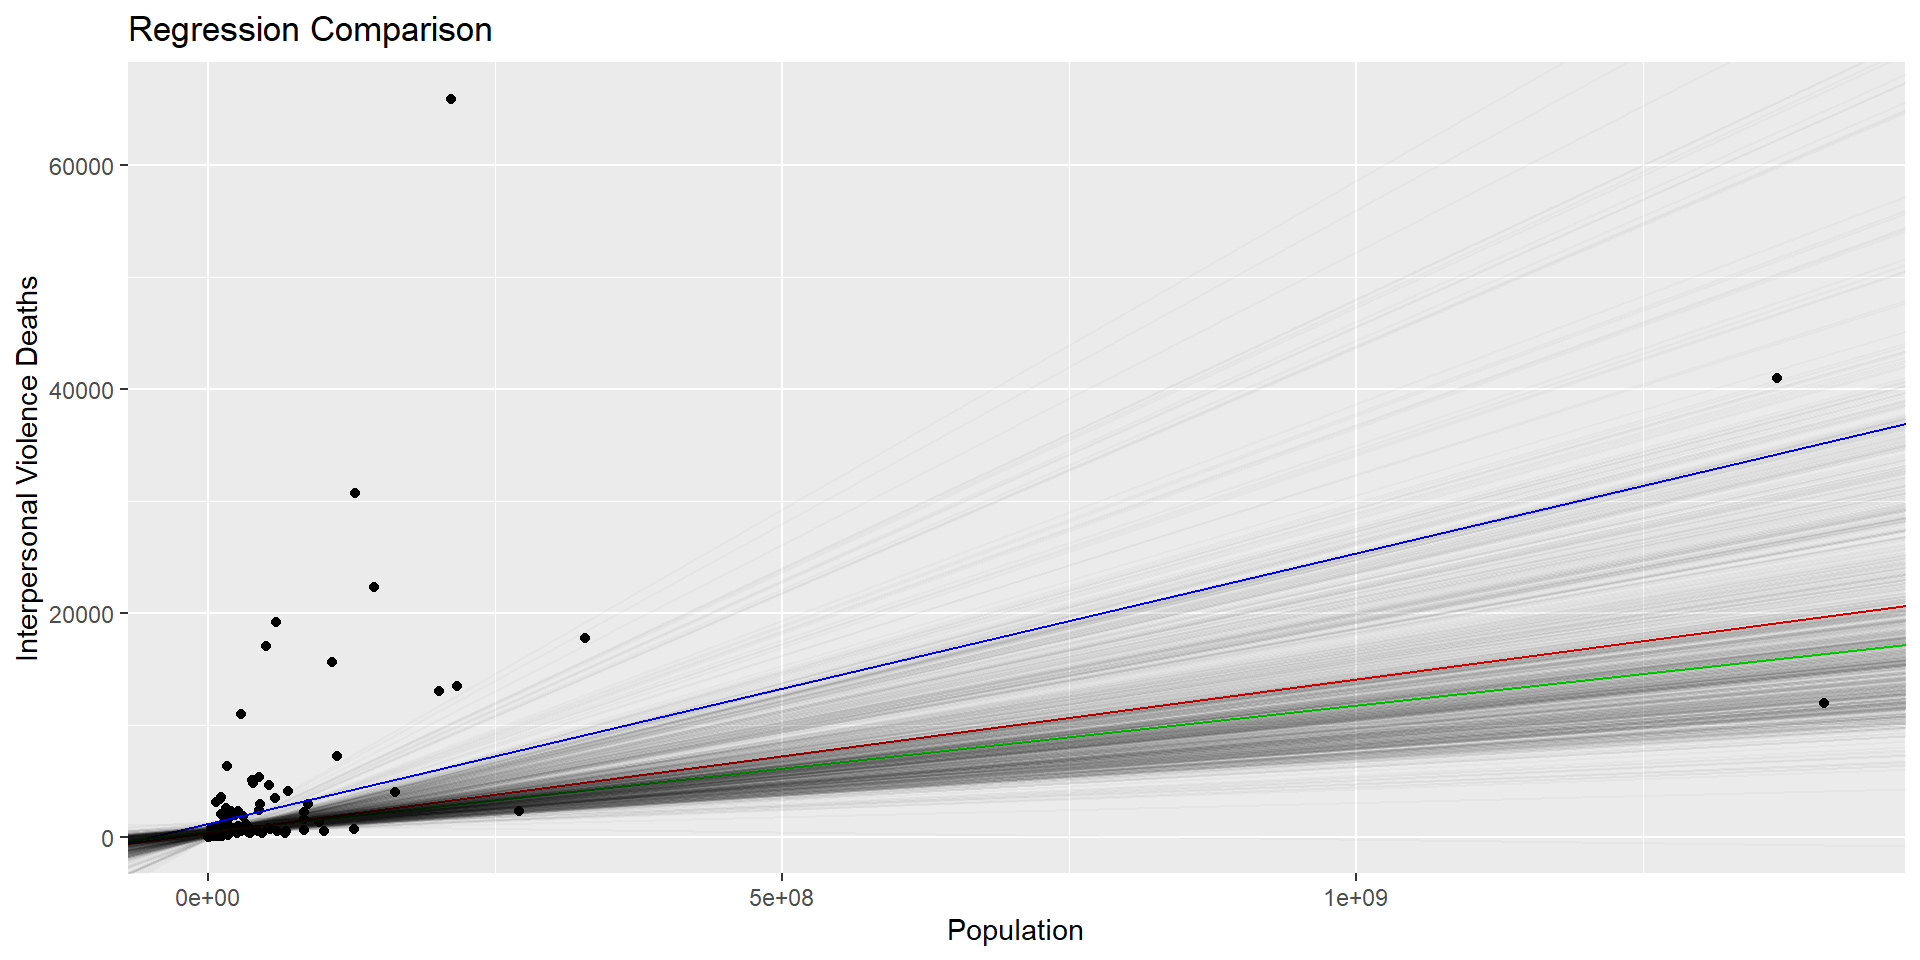 Regression Comparison
Interpersonal Violence Deaths
60000
40000
20000
0
0e+00
5e+08
1e+09
Population